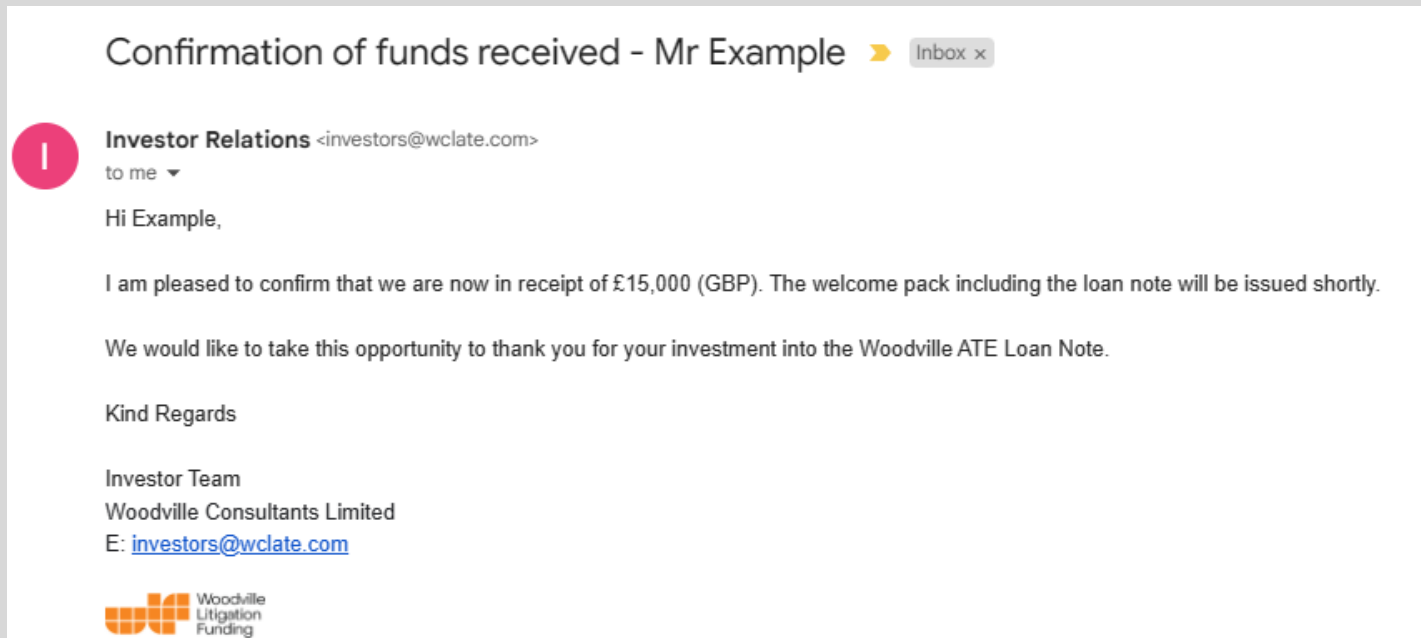 Confirmation of funds received - Mr Example Inbox ×
I
Investor Relations <investors@wclate.com>
to me
Hi Example,
I am pleased to confirm that we are now in receipt of £15,000 (GBP). The welcome pack including the loan note will be issued shortly.
We would like to take this opportunity to thank you for your investment into the Woodville ATE Loan Note.
Kind Regards
Investor Team
Woodville Consultants Limited
E: investors@wclate.com
Woodville
Litigation
Funding